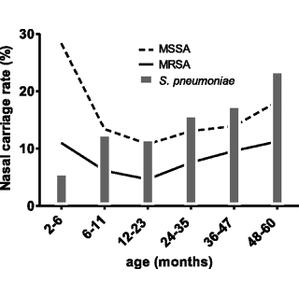 MSSA
MRSA
S. pneumoniae
Nasal carriage rate (%)
30
20
10
0
2-6
6-11
12-23
24-35
36-47
48-60
age (months)